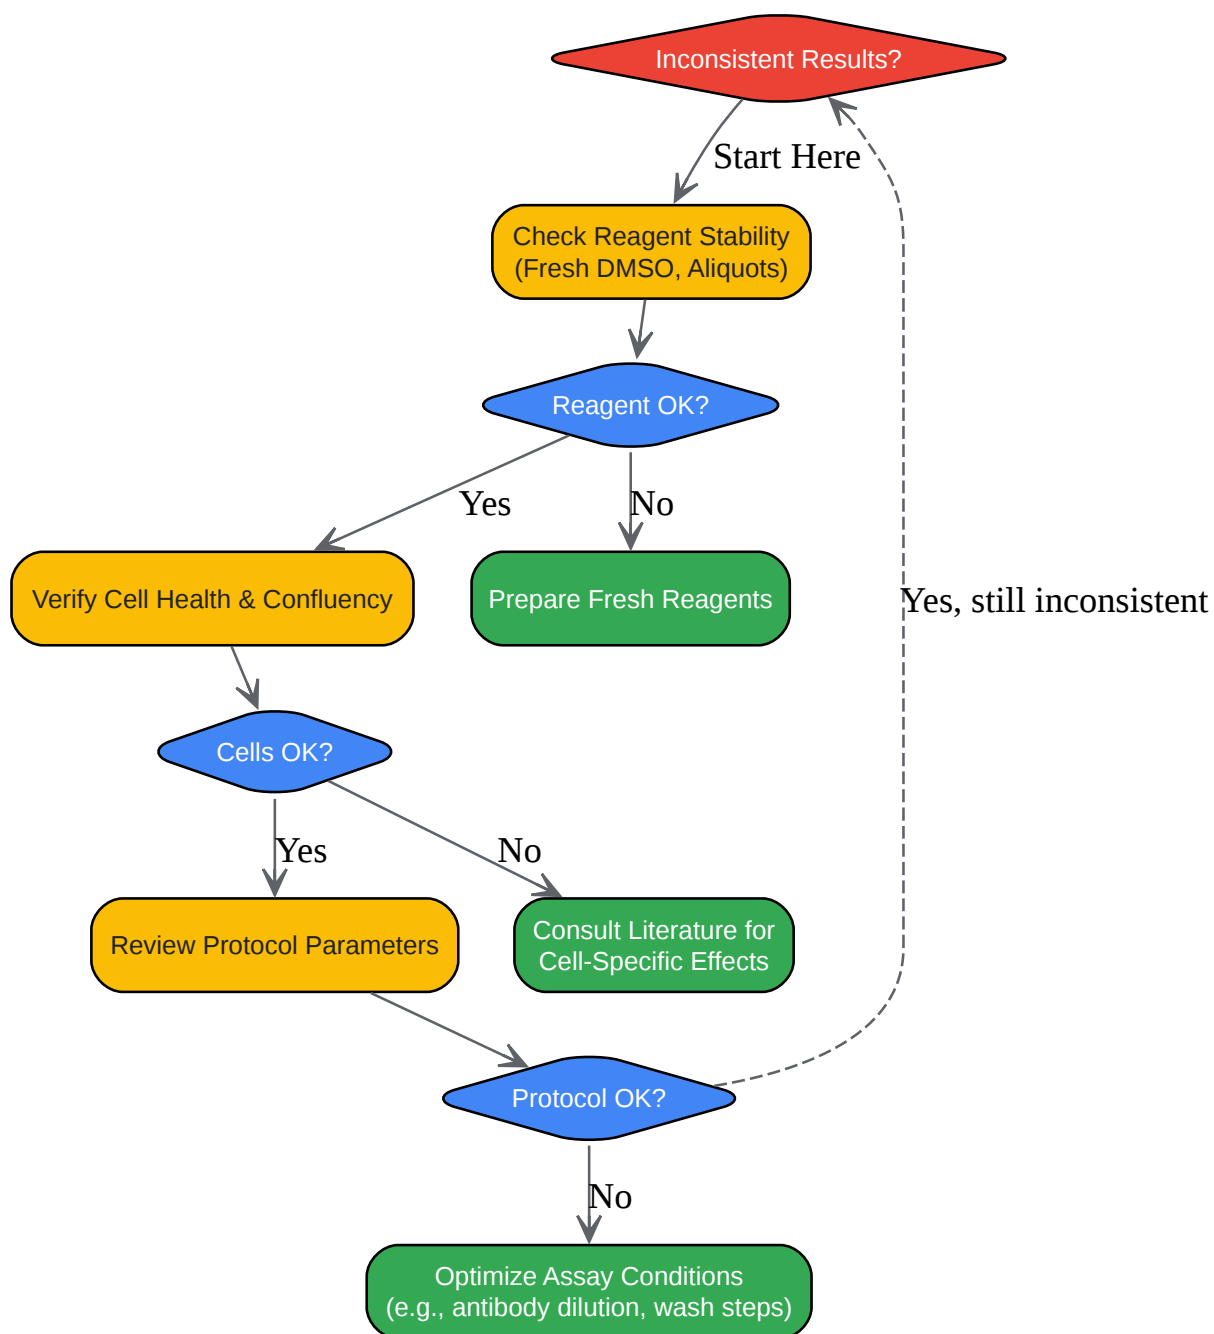 Inconsistent Results?
Start Here
Check Reagent Stability
(Fresh DMSO, Aliquots)
Reagent OK?
Yes
No
Verify Cell Health & Confluency
Prepare Fresh Reagents
Yes, still inconsistent
Cells OK?
Yes
No
Review Protocol Parameters
Consult Literature for
Cell-Specific Effects
Protocol OK?
No
Optimize Assay Conditions
(e.g., antibody dilution, wash steps)